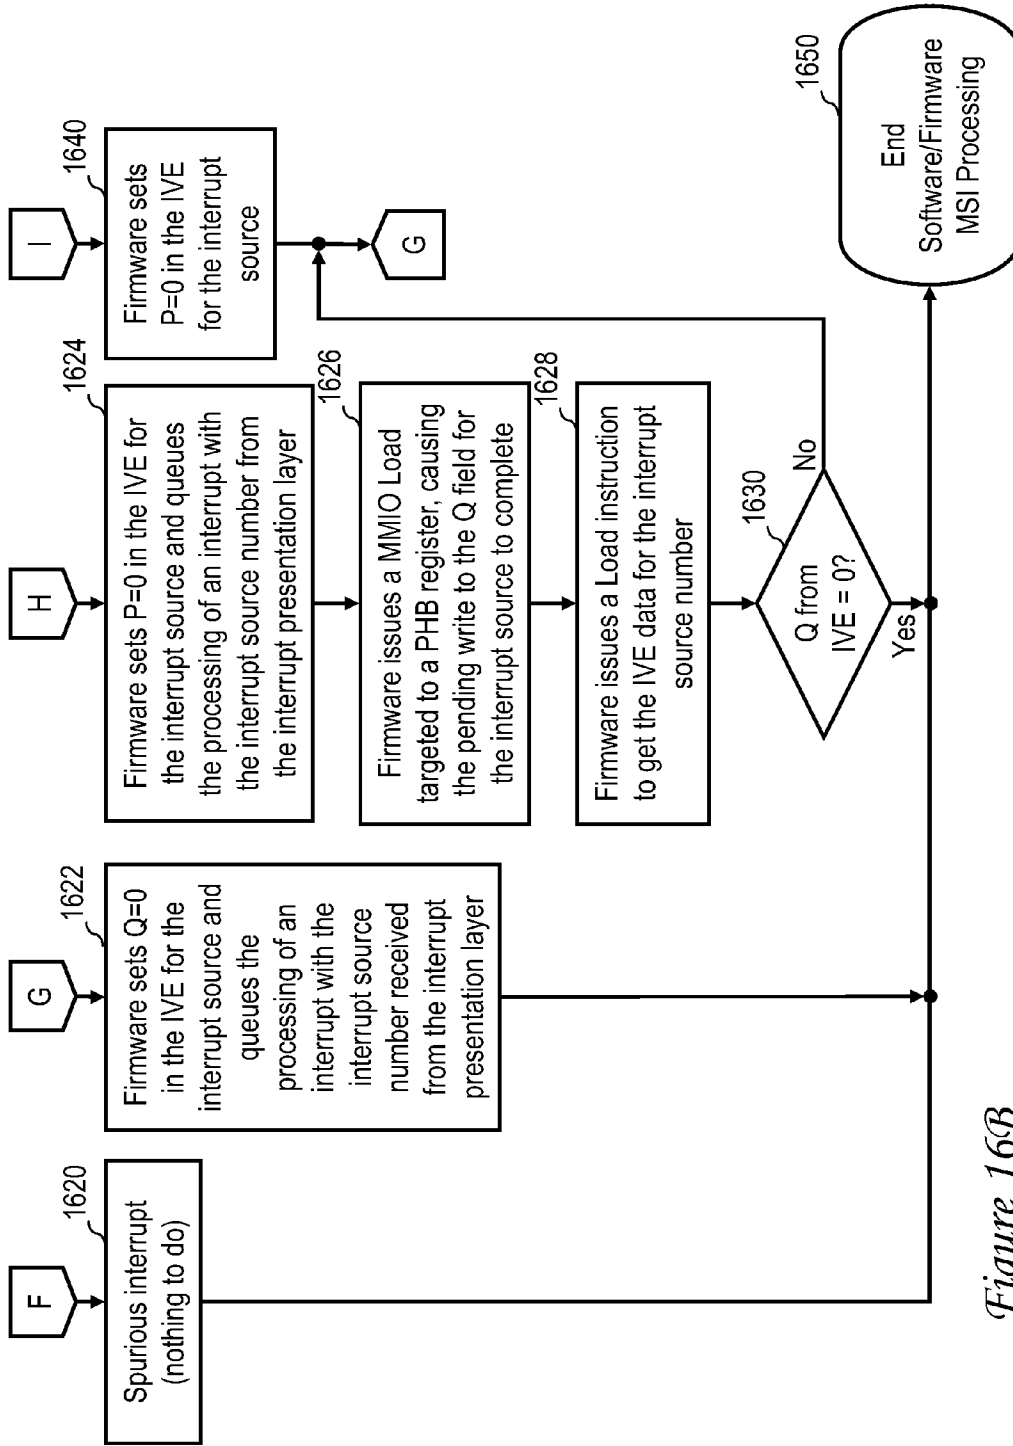 F
1620
Spurious interrupt
(nothing to do)
G
1622
Firmware sets Q=0
in the IVE for the
interrupt source and
queues the
processing of an
interrupt with the
interrupt source
number received
from the interrupt
presentation layer
H
1624
Firmware sets P=0 in the IVE for
the interrupt source and queues
the processing of an interrupt with
the interrupt source number from
the interrupt presentation layer
1626
Firmware issues a MMIO Load
targeted to a PHB register, causing
the pending write to the Q field for
the interrupt source to complete
1628
Firmware issues a Load instruction
to get the IVE data for the interrupt
source number
1630
Q from
IVE = 0?
No
Yes
I
1640
Firmware sets
P=0 in the IVE
for the interrupt
source
G
1650
End
Software/Firmware
MSI Processing
Figure 16B